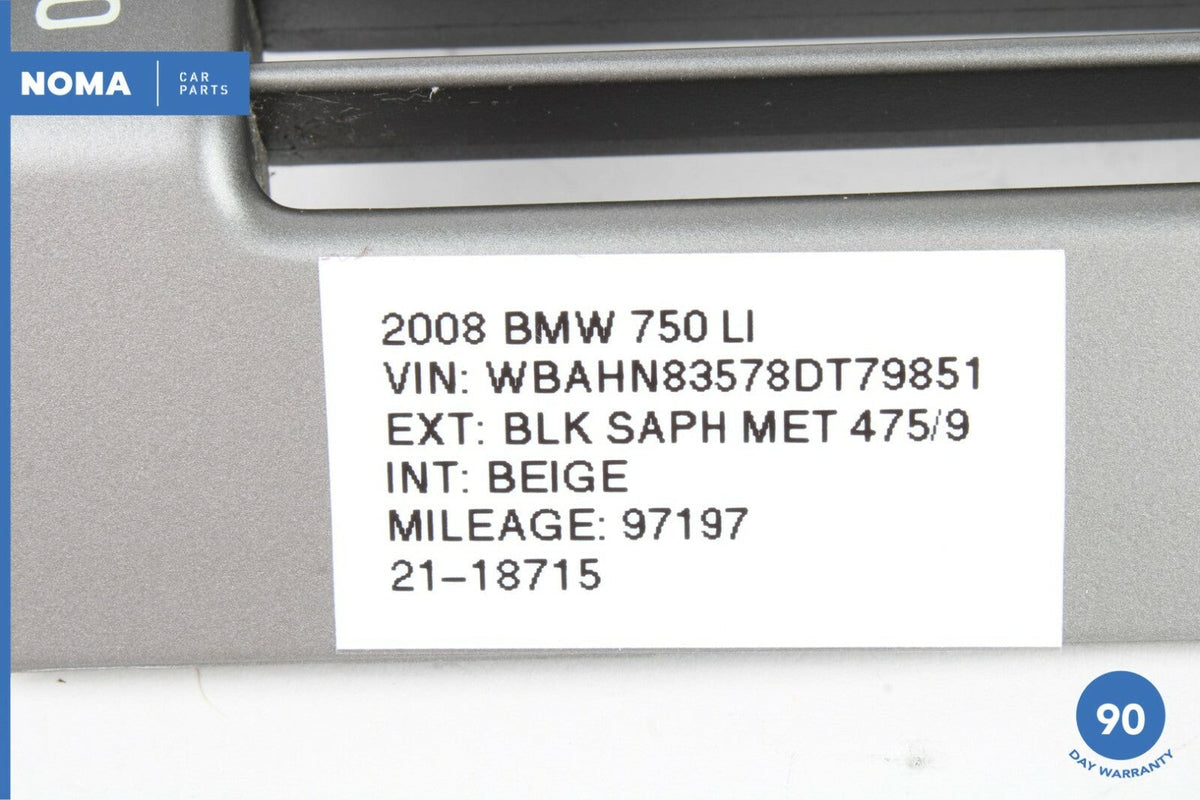 0
NOMA
CAR
PARTS
2008 BMW 750 LI
VIN: WBAHN83578DT79851
EXT: BLK SAPH MET 475/9
INT: BEIGE
MILEAGE: 97197
21-18715
90
DAY WARRANTY